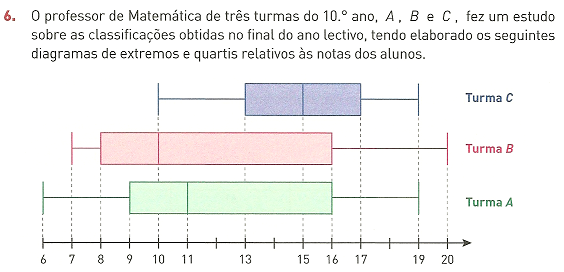 6. O professor de Matemática de três turmas do 10.º ano, A, B e C, fez um estudo
sobre as classificações obtidas no final do ano lectivo, tendo elaborado os seguintes
diagramas de extremos e quartis relativos às notas dos alunos.
Turma C
Turma B
Turma A
6 7 8 9 10 11 13 15 16 17 19 20